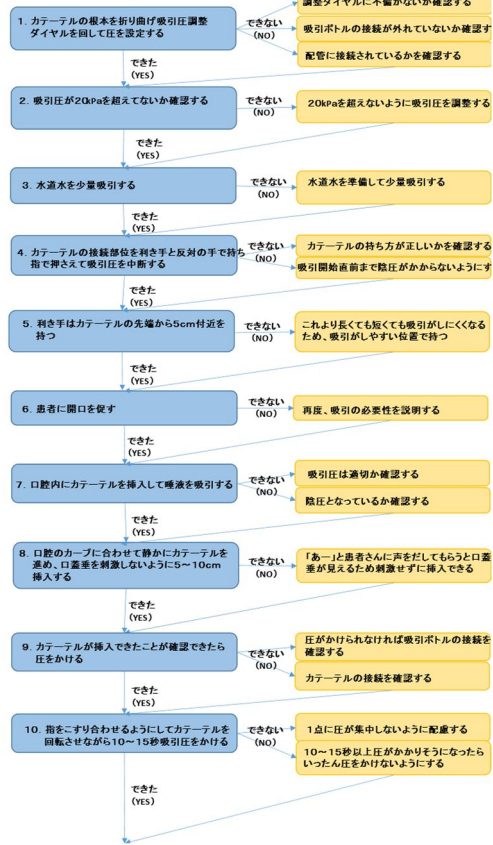 調整ダイヤルに不備がないか確認する
1. カテーテルの根本を折り曲げ吸引圧調整
ダイヤルを回して圧を設定する
できない
(NO)
吸引ボトルの接続が外れていないか確認す
配管に接続されているかを確認する
できた
(YES)
2. 吸引圧が20kPaを超えてないか確認する
できない
(NO)
20kPaを超えないように吸引圧を調整する
できた
(YES)
3. 水道水を少量吸引する
できない
(NO)
水道水を準備して少量吸引する
できた
(YES)
4. カテーテルの接続部位を利き手と反対の手で持ち
指で押さえて吸引圧を中断する
できない
(NO)
カテーテルの持ち方が正しいかを確認する
吸引開始直前まで陰圧がかからないようにす
できた
(YES)
5. 利き手はカテーテルの先端から5cm付近を
持つ
できない
(NO)
これより長くても短くても吸引がしにくくなる
ため、吸引がしやすい位置で持つ
できた
(YES)
6. 患者に開口を促す
できない
(NO)
再度、吸引の必要性を説明する
できた
(YES)
7. 口腔内にカテーテルを挿入して唾液を吸引する
できない
(NO)
吸引圧は適切か確認する
陰圧となっているか確認する
できた
(YES)
8. 口腔のカーブに合わせて静かにカテーテルを
進め、口蓋垂を刺激しないように5～10cm
挿入する
できない
(NO)
「あー」と患者さんに声をだしてもらうと口蓋
垂が見えるため刺激せずに挿入できる
できた
(YES)
9. カテーテルが挿入できたことが確認できたら
圧をかける
できない
(NO)
圧がかけられなければ吸引ボトルの接続を
確認する
カテーテルの接続を確認する
できた
(YES)
10. 指をこすり合わせるようにしてカテーテルを
回転させながら10～15秒吸引圧をかける
できない
(NO)
1点に圧が集中しないように配慮する
10～15秒以上圧がかかりそうになったら
いったん圧をかけないようにする
できた
(YES)